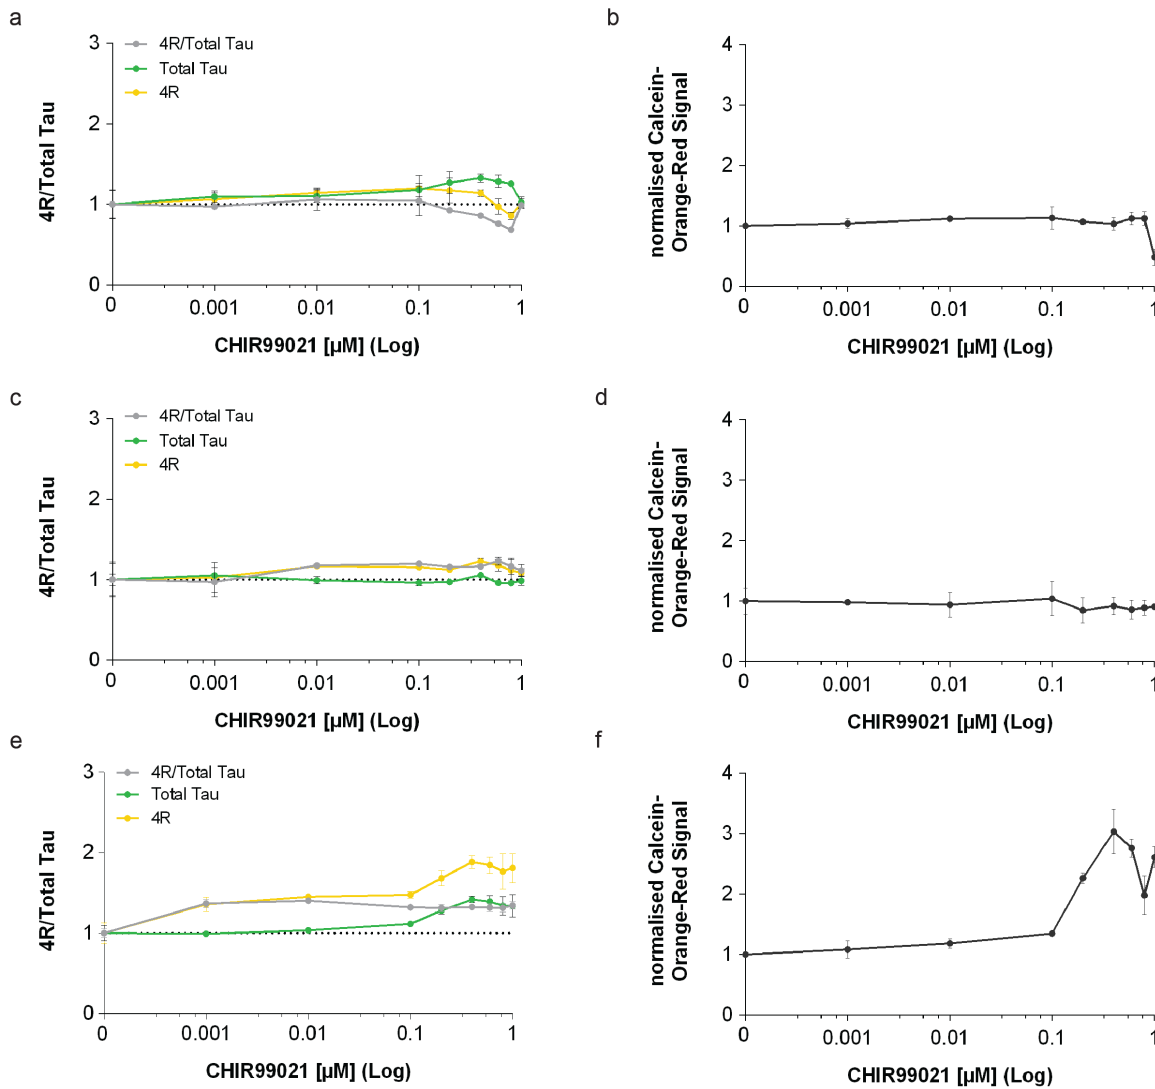 a
3
2
1
0
4R/Total Tau
4R/Total Tau
Total Tau
4R
0
0.001
0.01
0.1
1
CHIR99021 [µM] (Log)
b
4
3
2
1
0
normalised Calcein-
Orange-Red Signal
0
0.001
0.01
0.1
1
CHIR99021 [µM] (Log)
c
3
2
1
0
4R/Total Tau
4R/Total Tau
Total Tau
4R
0
0.001
0.01
0.1
1
CHIR99021 [µM] (Log)
d
4
3
2
1
0
normalised Calcein-
Orange-Red Signal
0
0.001
0.01
0.1
1
CHIR99021 [µM] (Log)
e
3
2
1
0
4R/Total Tau
4R/Total Tau
Total Tau
4R
0
0.001
0.01
0.1
1
CHIR99021 [µM] (Log)
f
4
3
2
1
0
normalised Calcein-
Orange-Red Signal
0
0.001
0.01
0.1
1
CHIR99021 [µM] (Log)